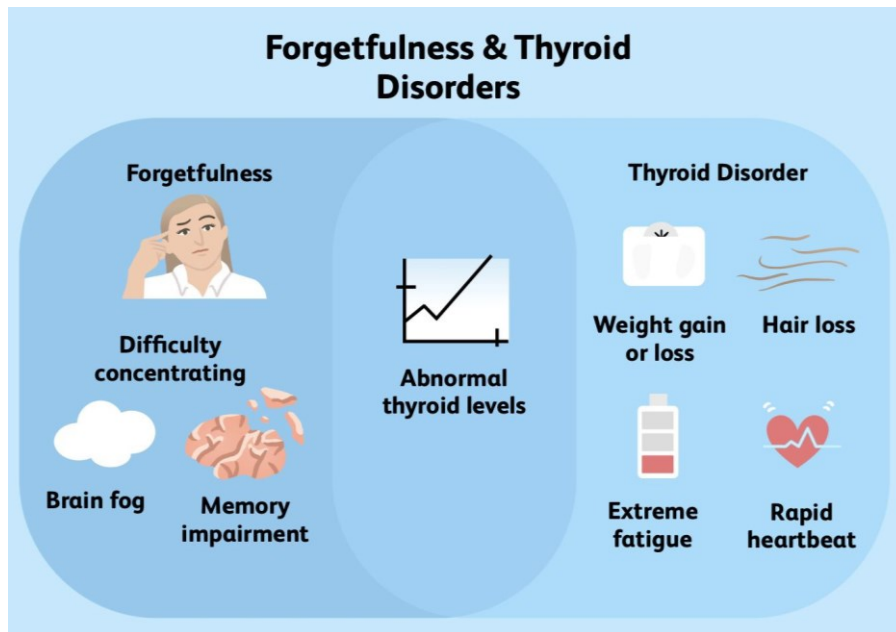 Forgetfulness & Thyroid
Disorders
Forgetfulness
Difficulty
concentrating
Brain fog
Memory
impairment
Abnormal
thyroid levels
Thyroid Disorder
Weight gain
or loss
Hair loss
Extreme
fatigue
Rapid
heartbeat